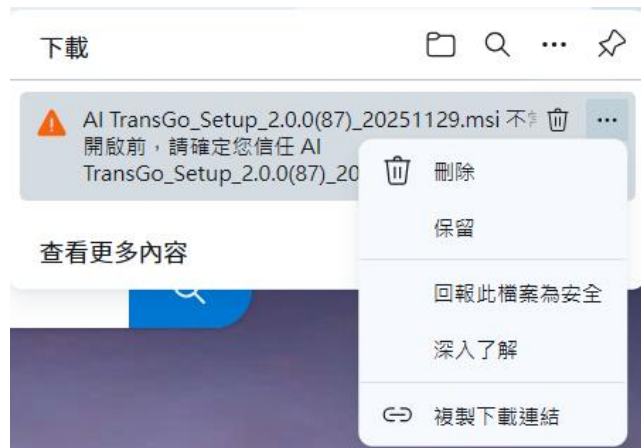 下載
AI TransGo_Setup_2.0.0(87)_20251129.msi 不
開啟前，請確定您信任 AI
TransGo_Setup_2.0.0(87)_20
刪除
保留
查看更多內容
回報此檔案為安全
深入了解
複製下載連結